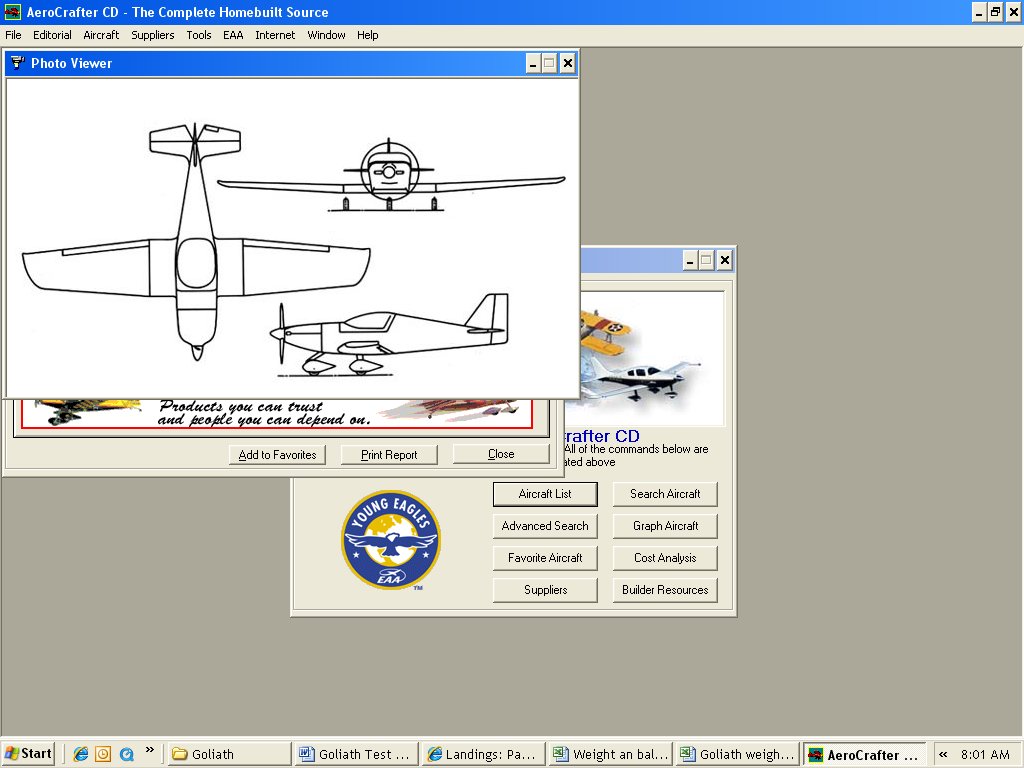 AeroCrafter CD - The Complete Homebuilt Source
File Editorial Aircraft Suppliers Tools EAA Internet Window Help
Photo Viewer
Products you can trust
and people you can depend on.
rafter CD
All of the commands below are
ated above
Add to Favorites Print Report Close
Aircraft List Search Aircraft
Advanced Search Graph Aircraft
Favorite Aircraft Cost Analysis
Suppliers Builder Resources
YOUNG EAGLES
EAA
TM
Start » Goliath Goliath Test ... Landings: Pa... Weight an bal... Goliath weigh... AeroCrafter ... « 8:01 AM